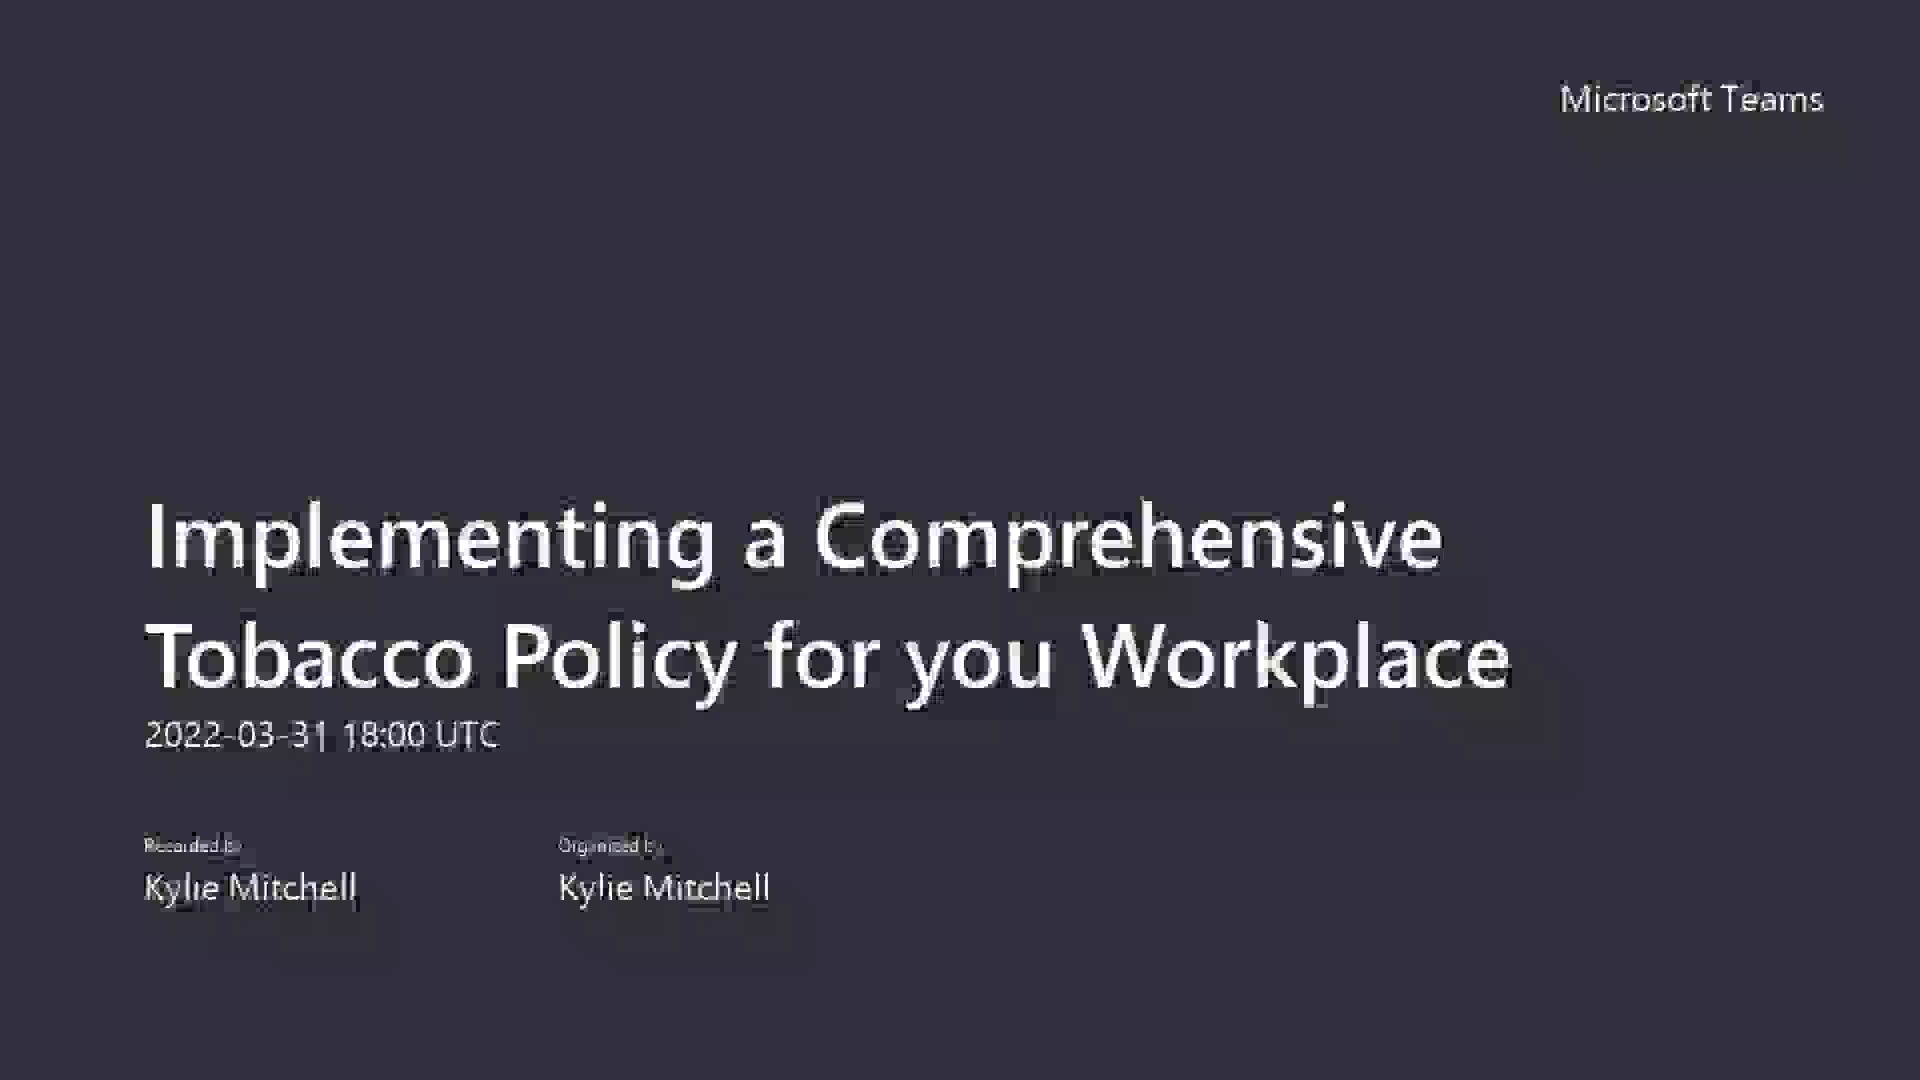 Microsoft Teams
Implementing a Comprehensive
Tobacco Policy for you Workplace
2022-03-31 18:00 UTC
Recorded by
Organized by
Kylie Mitchell
Kylie Mitchell